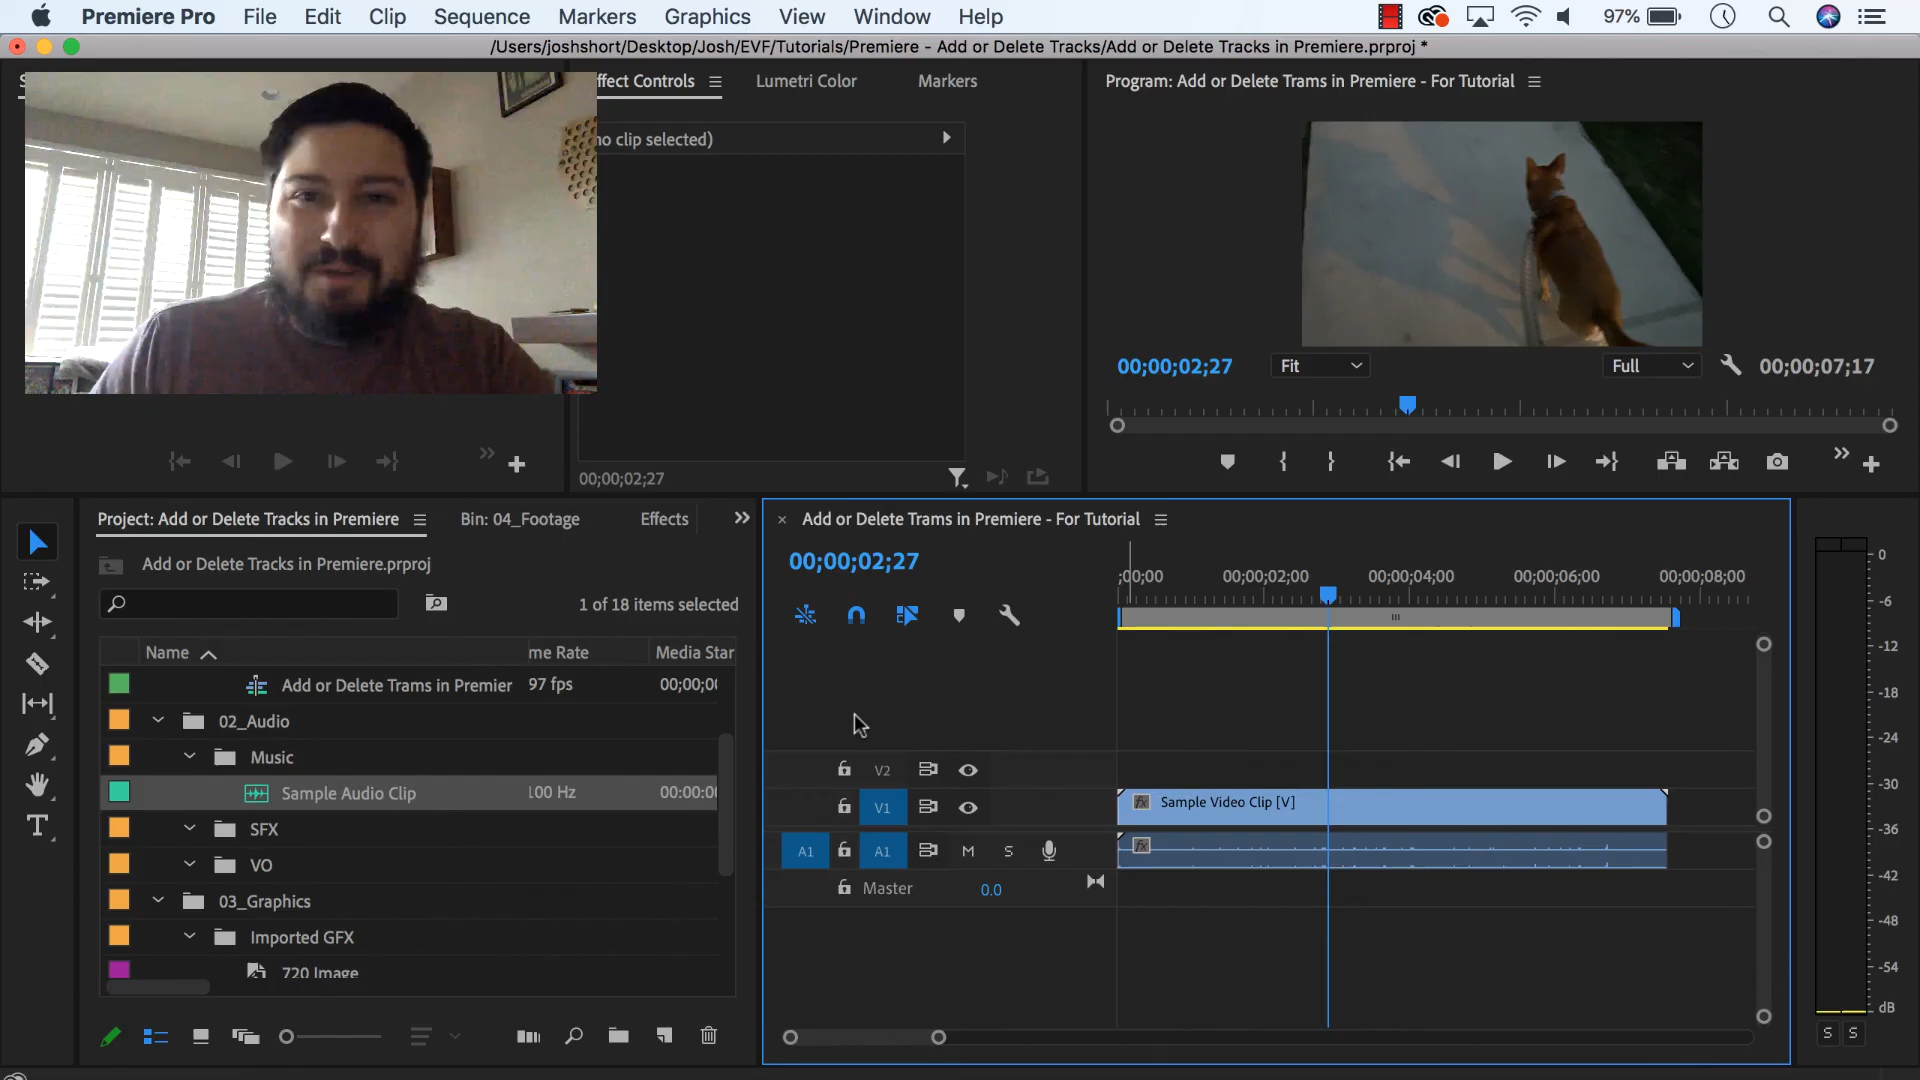 Premiere Pro File Edit Clip Sequence Markers Graphics View Window Help 97%
/Users/joshshort/Desktop/Josh/EVF/Tutorials/Premiere - Add or Delete Tracks/Add or Delete Tracks in Premiere.prproj *
ffect Controls Lumetri Color Markers
Program: Add or Delete Trams in Premiere - For Tutorial
no clip selected)
00;00;02;27 Fit Full 00;00;07;17
00;00;02;27
Project: Add or Delete Tracks in Premiere Bin: 04_Footage Effects
Add or Delete Tracks in Premiere.prproj
1 of 18 items selected
Name me Rate Media Star
Add or Delete Trams in Premier 97 fps 00;00;00
02_Audio
Music
Sample Audio Clip 100 Hz 00:00:00
SFX
VO
03_Graphics
Imported GFX
720 Image
Add or Delete Trams in Premiere - For Tutorial
00;00;02;27
;00;00 00;00;02;00 00;00;04;00 00;00;06;00 00;00;08;00
V2
V1 Sample Video Clip [V]
fx
A1 A1 M S
fx
Master 0.0
0
-6
-12
-18
-24
-30
-36
-42
-48
-54
dB
S S